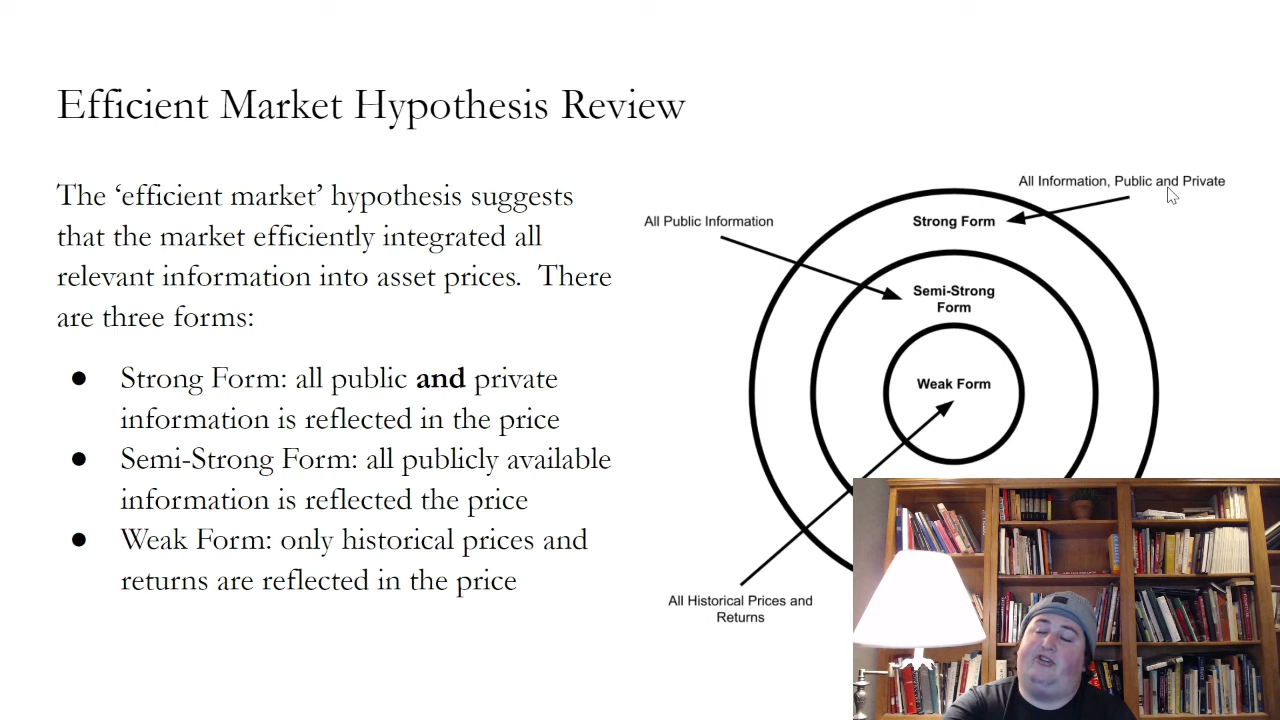 Efficient Market Hypothesis Review
The ‘efficient market’ hypothesis suggests
that the market efficiently integrated all
relevant information into asset prices.  There
are three forms:
● Strong Form: all public and private
information is reflected in the price
● Semi-Strong Form: all publicly available
information is reflected the price
● Weak Form: only historical prices and
returns are reflected in the price
All Information, Public and Private
All Public Information
Strong Form
Semi-Strong
Form
Weak Form
All Historical Prices and
Returns